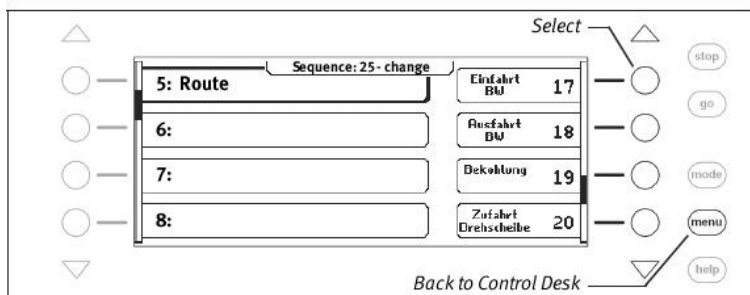 Select
stop
Sequence: 25 - change
5: Route
Einfahrt
BW
17
go
6:
Ausfahrt
BW
18
7:
Bekohlung
19
mode
8:
Zufahrt
Drehscheibe
20
menu
Back to Control Desk
help